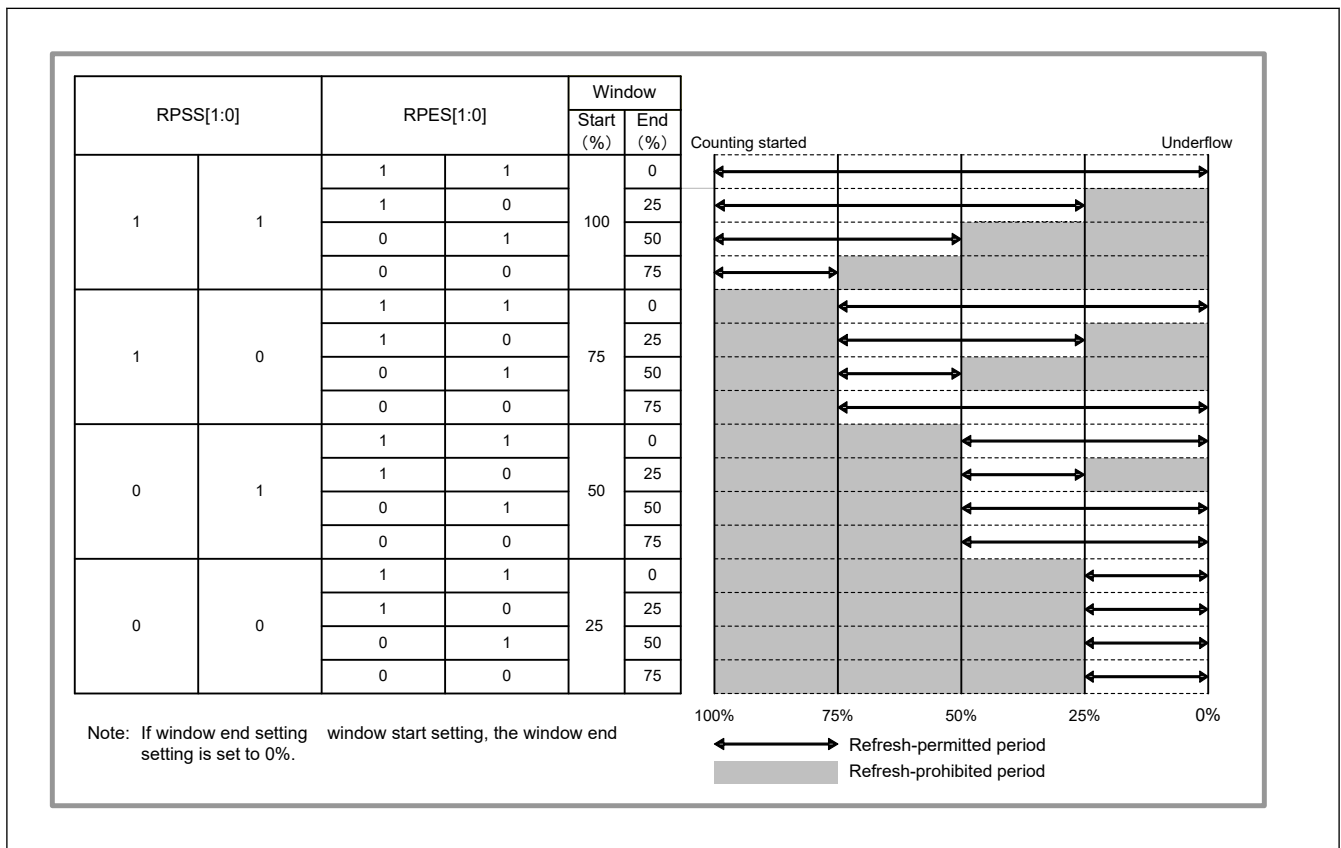 RPSS[1:0] RPES[1:0] Window
Start (%) End (%)
Counting started Underflow
1 1 1 1 100 0
1 0 25
0 1 50
0 0 75
1 0 1 1 75 0
1 0 25
0 1 50
0 0 75
0 1 1 1 50 0
1 0 25
0 1 50
0 0 75
0 0 1 1 25 0
1 0 25
0 1 50
0 0 75
100% 75% 50% 25% 0%
Note: If window end setting window start setting, the window end
setting is set to 0%.
Refresh-permitted period
Refresh-prohibited period